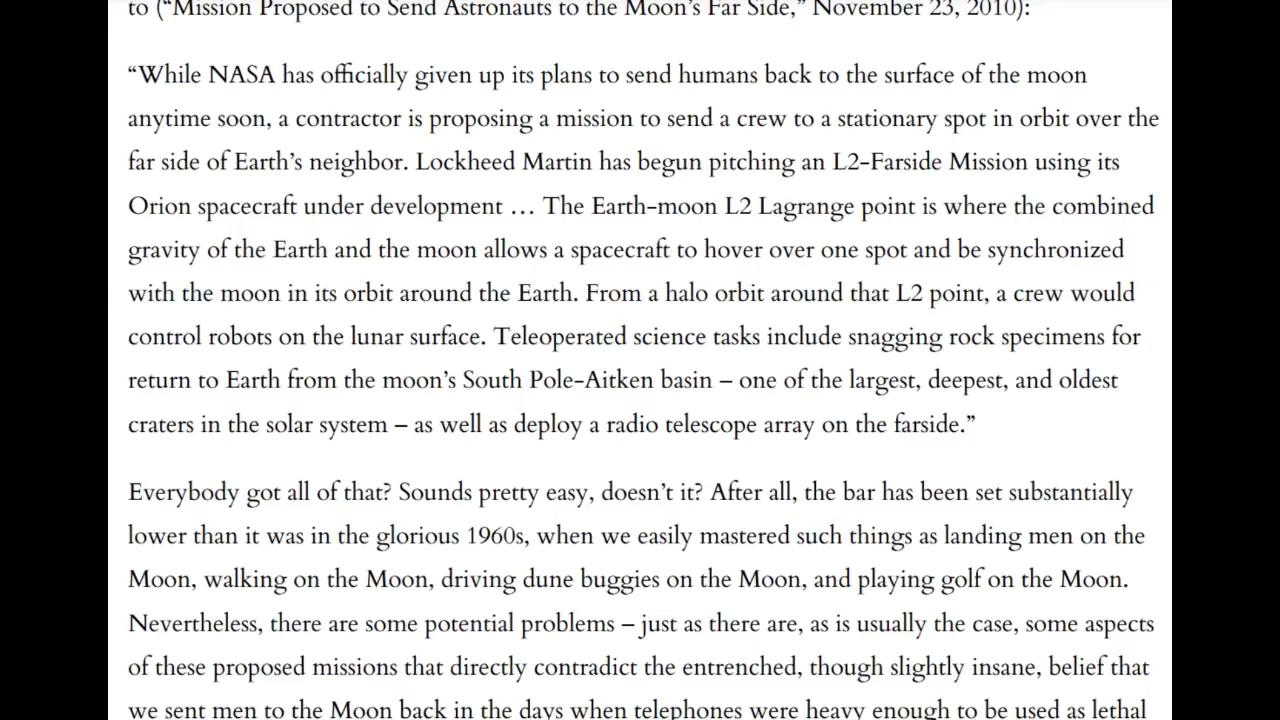 to (“Mission Proposed to Send Astronauts to the Moon’s Far Side,” November 23, 2010):
“While NASA has officially given up its plans to send humans back to the surface of the moon
anytime soon, a contractor is proposing a mission to send a crew to a stationary spot in orbit over the
far side of Earth’s neighbor. Lockheed Martin has begun pitching an L2-Farside Mission using its
Orion spacecraft under development … The Earth-moon L2 Lagrange point is where the combined
gravity of the Earth and the moon allows a spacecraft to hover over one spot and be synchronized
with the moon in its orbit around the Earth. From a halo orbit around that L2 point, a crew would
control robots on the lunar surface. Teleoperated science tasks include snagging rock specimens for
return to Earth from the moon’s South Pole-Aitken basin – one of the largest, deepest, and oldest
craters in the solar system – as well as deploy a radio telescope array on the farside.”
Everybody got all of that? Sounds pretty easy, doesn’t it? After all, the bar has been set substantially
lower than it was in the glorious 1960s, when we easily mastered such things as landing men on the
Moon, walking on the Moon, driving dune buggies on the Moon, and playing golf on the Moon.
Nevertheless, there are some potential problems – just as there are, as is usually the case, some aspects
of these proposed missions that directly contradict the entrenched, though slightly insane, belief that
we sent men to the Moon back in the days when telephones were heavy enough to be used as lethal